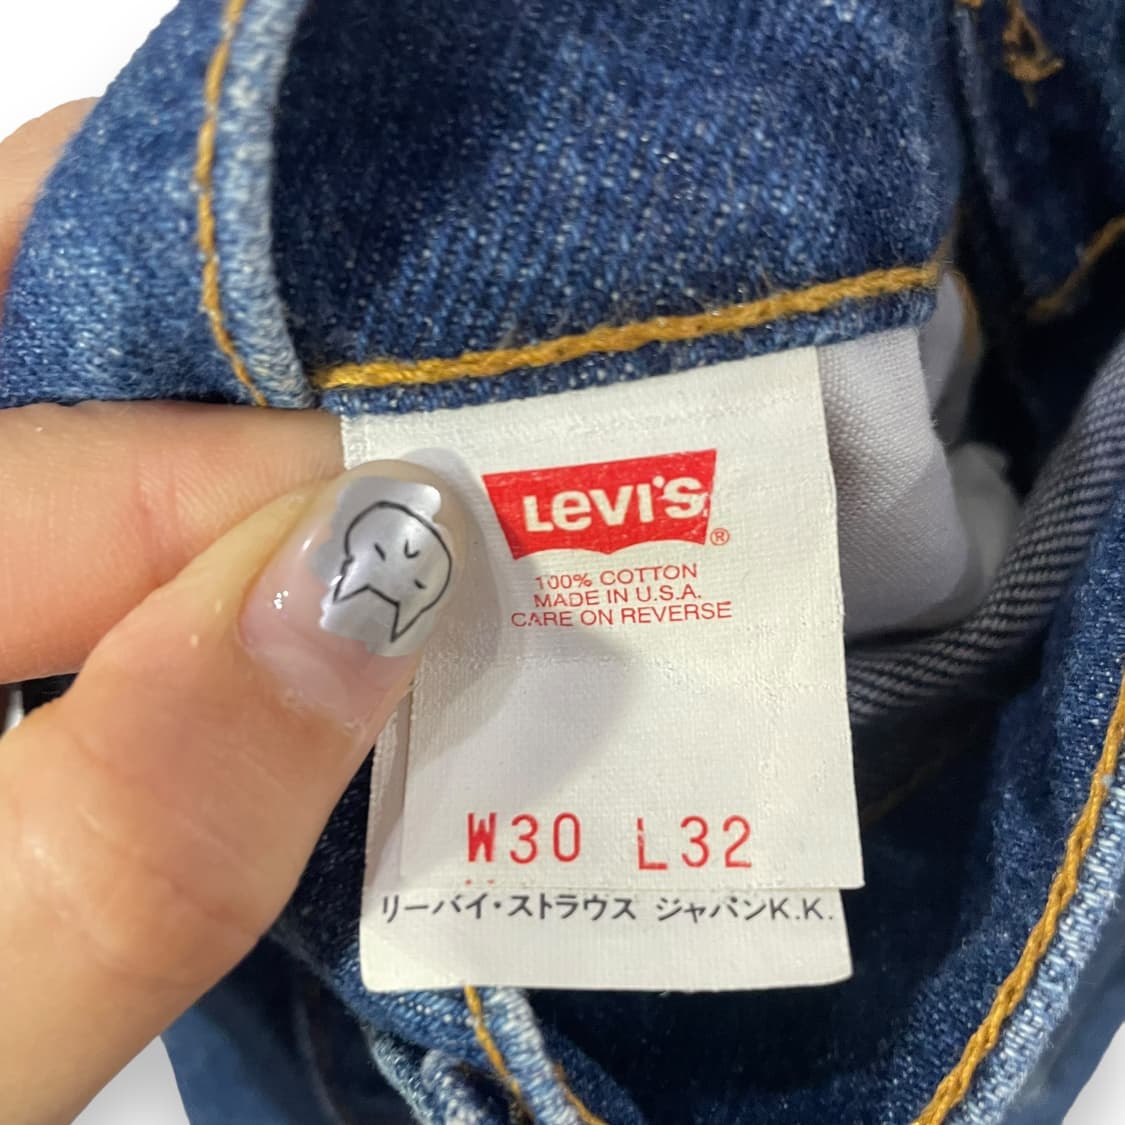 LEVI'S
®
100% COTTON
MADE IN U.S.A.
CARE ON REVERSE
W30 L32
リーバイ・ストラウス ジャパンK.K.